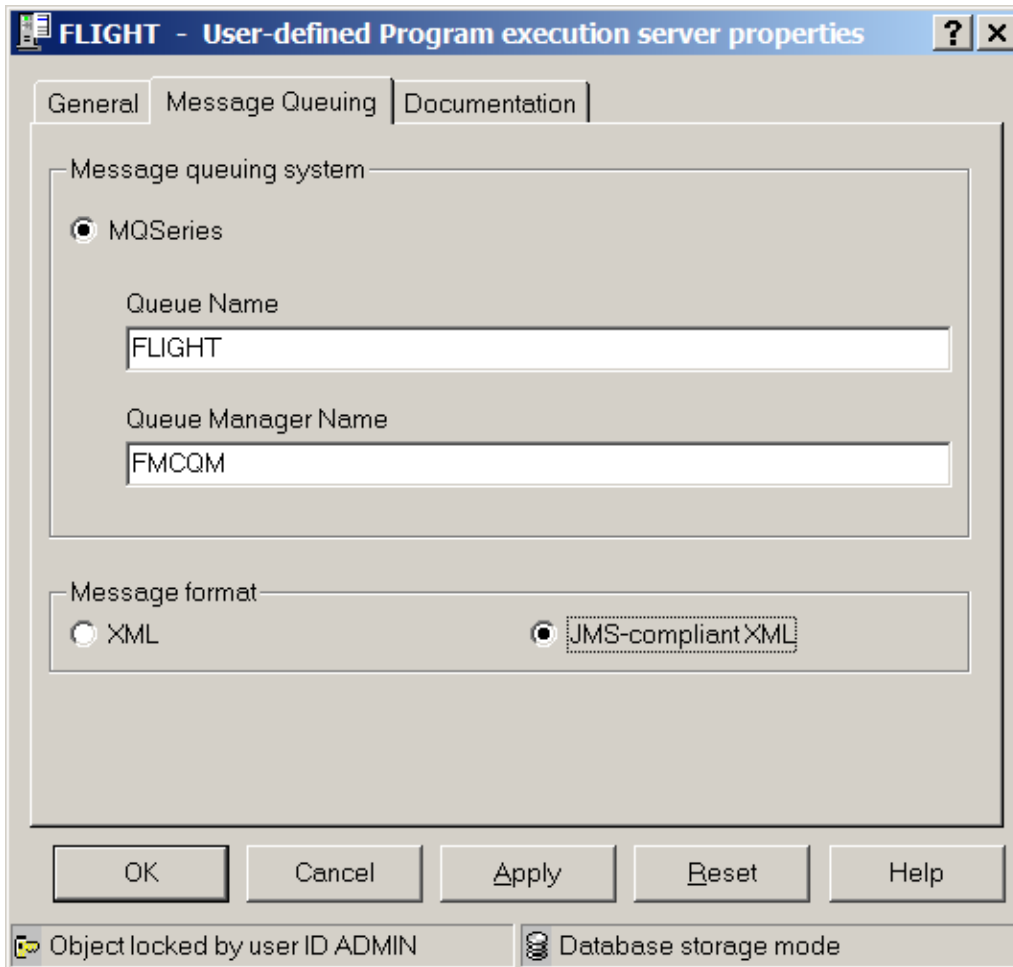 FLIGHT - User-defined Program execution server properties
General Message Queuing Documentation
Message queuing system
MQSeries
Queue Name
FLIGHT
Queue Manager Name
FMCQM
Message format
XML JMS-compliant XML
OK Cancel Apply Reset Help
Object locked by user ID ADMIN Database storage mode